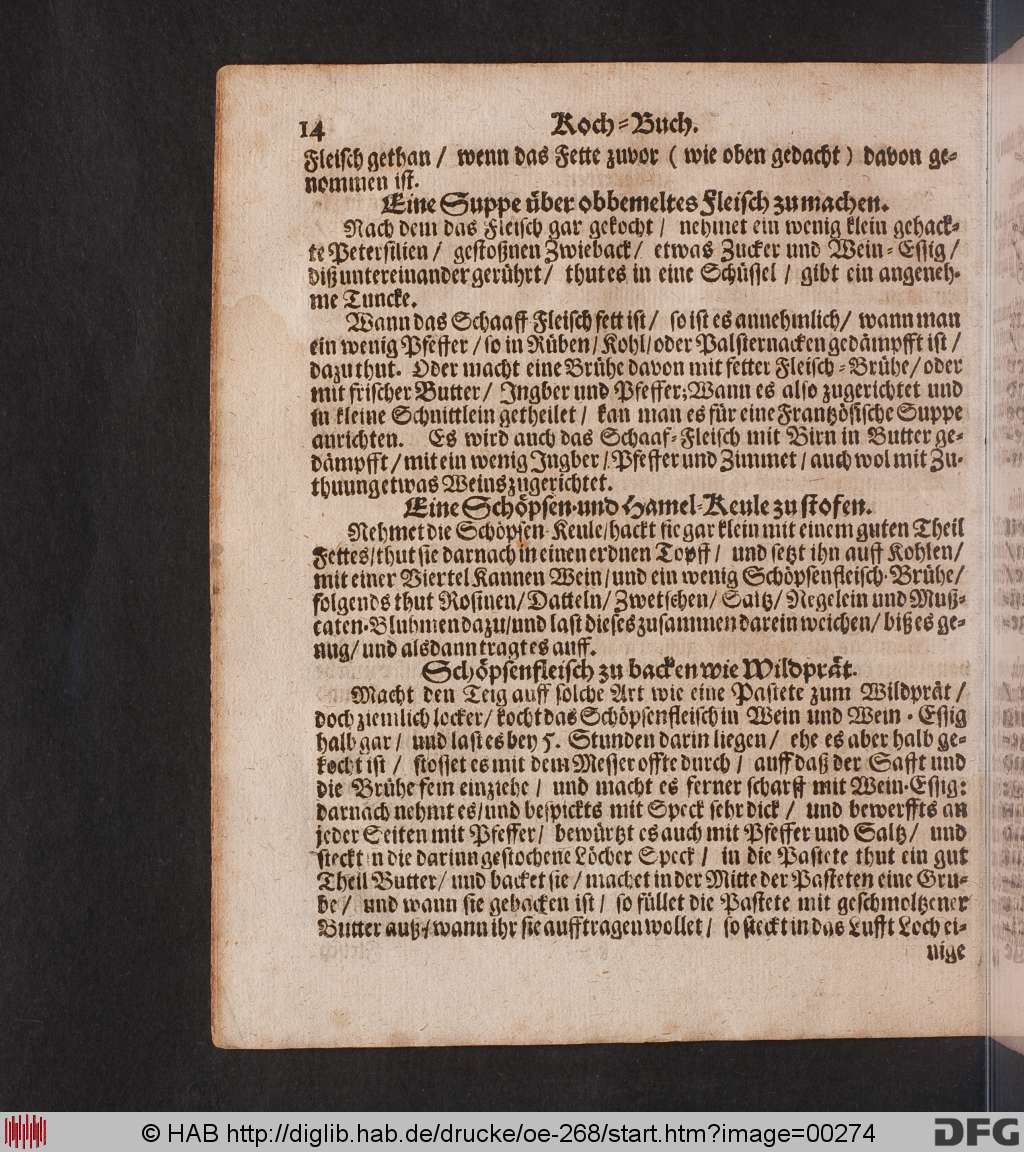 14
Koch-Buch.
Fleisch gethan / wenn das Fette zuvor ( wie oben gedacht ) davon ge-
nommen ist.
Eine Suppe über obbemeltes Fleisch zu machen.
Nach dem das Fleisch gar gekocht / nehmet ein wenig klein gehack-
te Petersilien / gestoßnen Zwieback / etwas Zucker und Wein-Essig /
diß untereinander gerührt / thut es in eine Schüssel / gibt ein angeneh-
me Tuncke.
Wann das Schaaff Fleisch fett ist / so ist es annehmlich / wann man
ein wenig Pfeffer / so in Rüben / Kohl / oder Palsternacken gedämpfft ist /
dazu thut. Oder macht eine Brühe davon mit fetter Fleisch-Brühe / oder
mit frischer Butter / Ingber und Pfeffer; Wann es also zugerichtet und
in kleine Schnittlein getheilet / kan man es für eine Frantzösische Suppe
anrichten. Es wird auch das Schaaf-Fleisch mit Birn in Butter ge-
dämpfft / mit ein wenig Ingber / Pfeffer und Zimmet / auch wol mit Zu-
thuung etwas Weins zugerichtet.
Eine Schöpsen-und Hamel-Keule zu stofen.
Nehmet die Schöpsen Keule / hackt sie gar klein mit einem guten Theil
Fettes / thut sie darnach in einen erdnen Topff / und setzt ihn auff Kohlen /
mit einer Viertel Kannen Wein / und ein wenig Schöpsenfleisch-Brühe /
folgends thut Rosinen / Datteln / Zwetschen / Saltz / Negelein und Muß-
caten-Bluhmen dazu / und last dieses zusammen darein weichen / biß es ge-
nug / und alsdann tragt es auff.
Schöpsenfleisch zu backen wie Wildprät.
Macht den Teig auff solche Art wie eine Pastete zum Wildprät /
doch ziemlich locker / kocht das Schöpsenfleisch in Wein und Wein-Essig
halb gar / und last es bey 5. Stunden darin liegen / ehe es aber halb ge-
kocht ist / stosset es mit dem Messer offte durch / auff daß der Safft und
die Brühe fein einziehe / und macht es ferner scharff mit Wein-Essig:
darnach nehmt es / und bespickts mit Speck sehr dick / und bewerffts an
jeder Seiten mit Pfeffer / bewürtzt es auch mit Pfeffer und Saltz / und
steckt in die darinn gestochene Löcher Speck / in die Pastete thut ein gut
Theil Butter / und backet sie / machet in der Mitte der Pasteten eine Gru-
be / und wann sie gebacken ist / so füllet die Pastete mit geschmoltzener
Butter auß / wann ihr sie aufftragen wollet / so steckt in das Lufft Loch ei-
nige
© HAB http://diglib.hab.de/drucke/oe-268/start.htm?image=00274
DFG